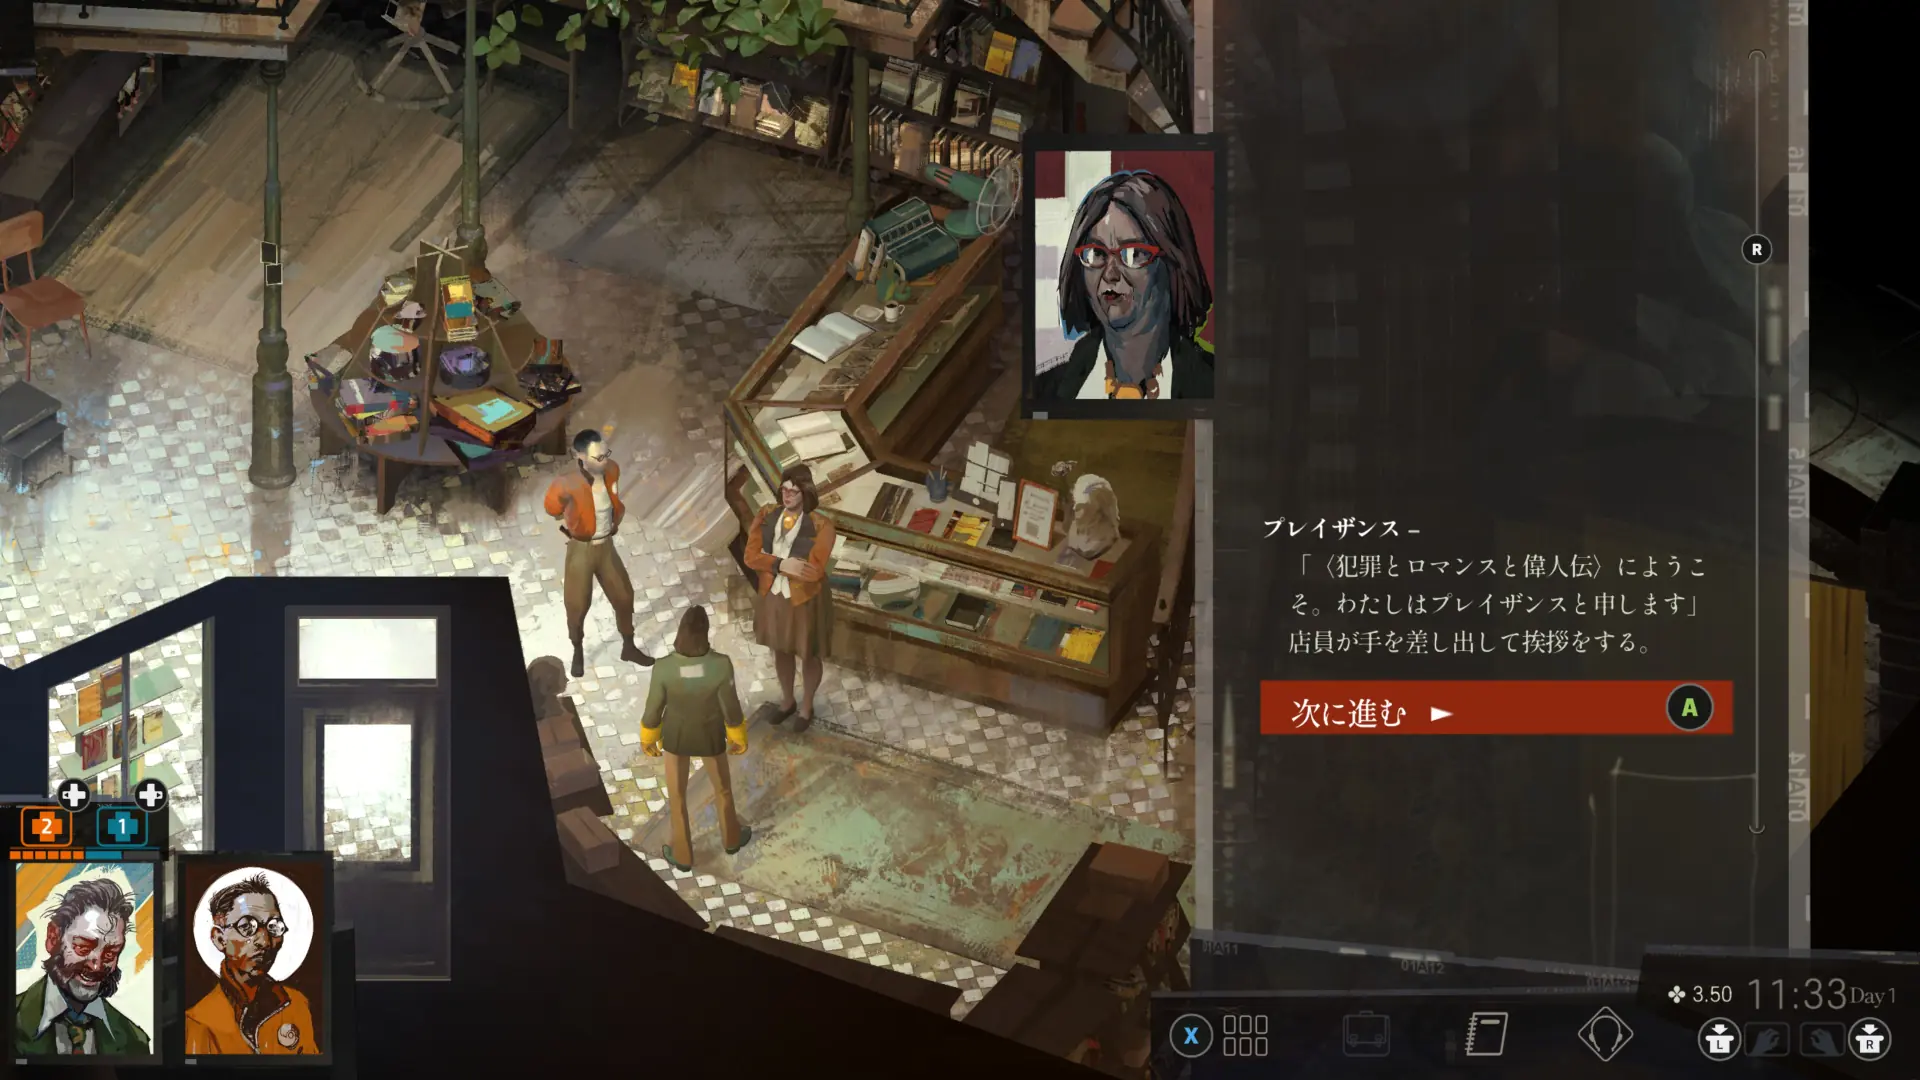 R
プレイザンス –
「〈犯罪とロマンスと偉人伝〉にようこ
そ。わたしはプレイザンスと申します」
店員が手を差し出して挨拶をする。
次に進む
A
2
1
3.50
11:33 Day 1
X
L
R